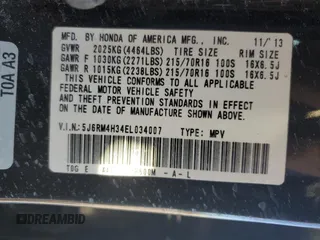 MFD. BY HONDA OF AMERICA MFG., INC. 11/'13
GVWR 2025KG(4464LBS) TIRE SIZE RIM SIZE
GAWR F 1030KG(2271LBS) 215/70R16 100S 16X6.5J
GAWR R 1015KG(2238LBS) 215/70R16 100S 16X6.5J
THIS VEHICLE CONFORMS TO ALL APPLICABLE
FEDERAL MOTOR VEHICLE SAFETY AND THEFT
PREVENTION STANDARDS IN EFFECT ON THE DATE OF
MANUFACTURE SHOWN ABOVE.
V.I.N.: 5J6RM4H34EL034007 TYPE: MPV
T0A A3
-A-L
DREAMBID